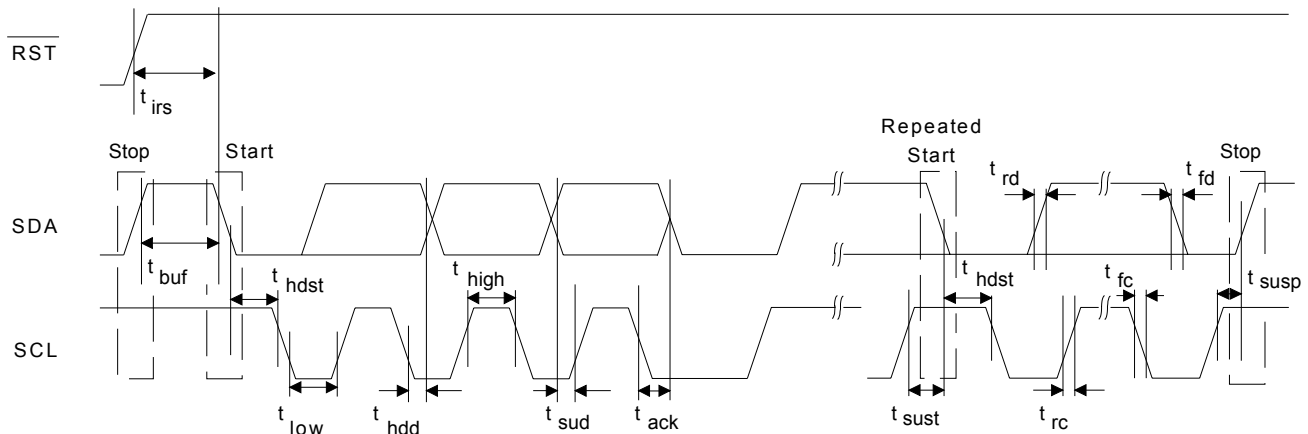 RST
t irs
Repeated
Stop Start Start Stop
t rd t fd
SDA
t buf t hdst t high t hdst t fc t susp
SCL
t low t hdd t sud t ack t sust t rc